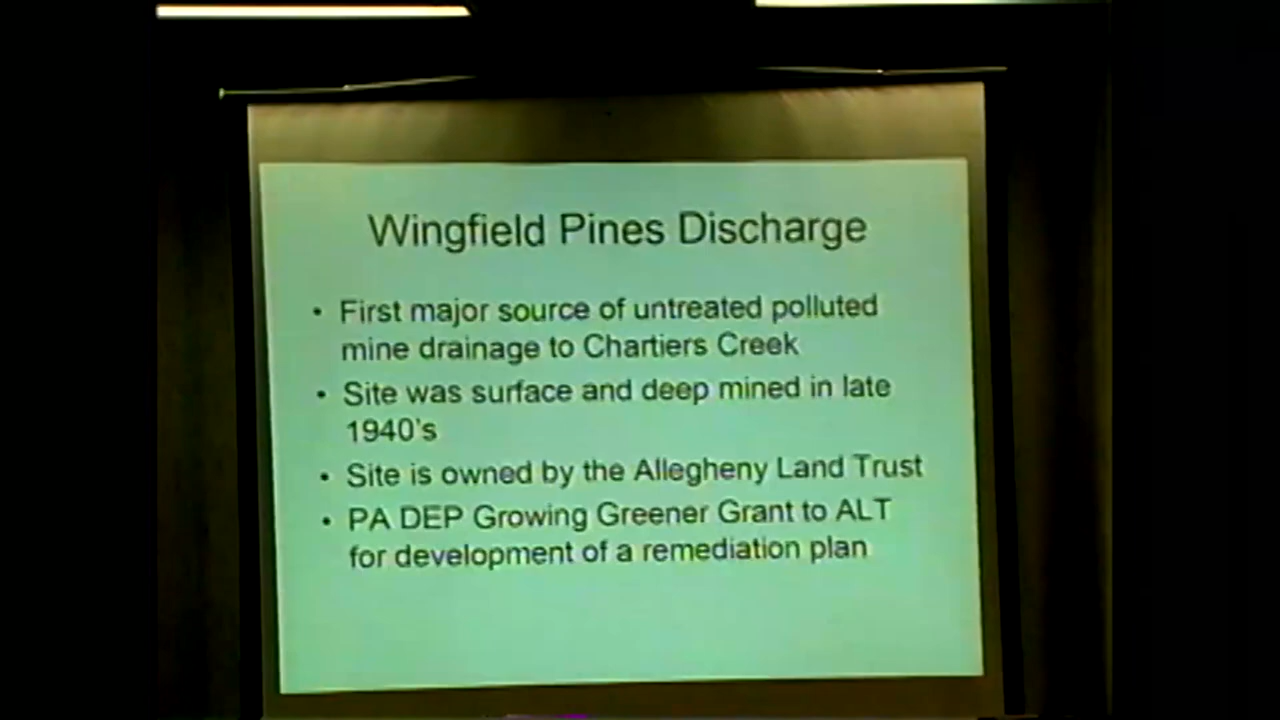 Wingfield Pines Discharge
• First major source of untreated polluted
mine drainage to Chartiers Creek
• Site was surface and deep mined in late
1940's
• Site is owned by the Allegheny Land Trust
• PA DEP Growing Greener Grant to ALT
for development of a remediation plan